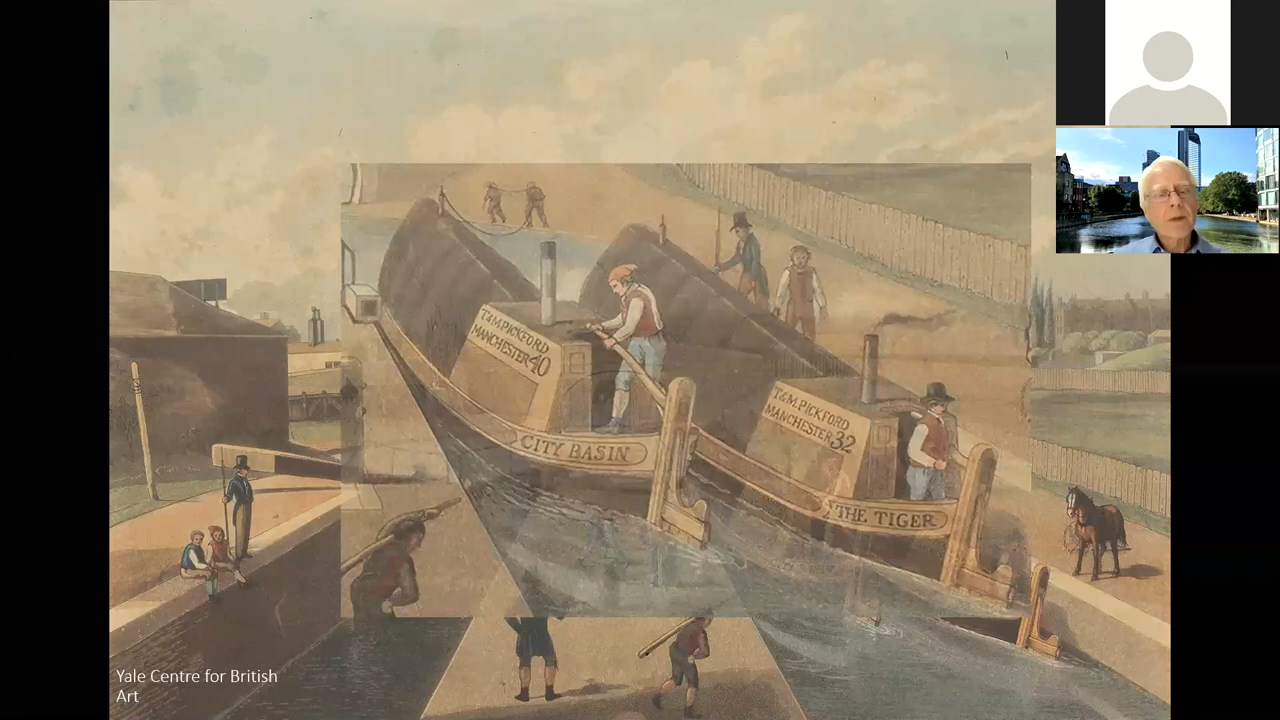 T&M.PICKFORD
MANCHESTER 40
CITY BASIN
T&M.PICKFORD
MANCHESTER 32
THE TIGER
Yale Centre for British
Art